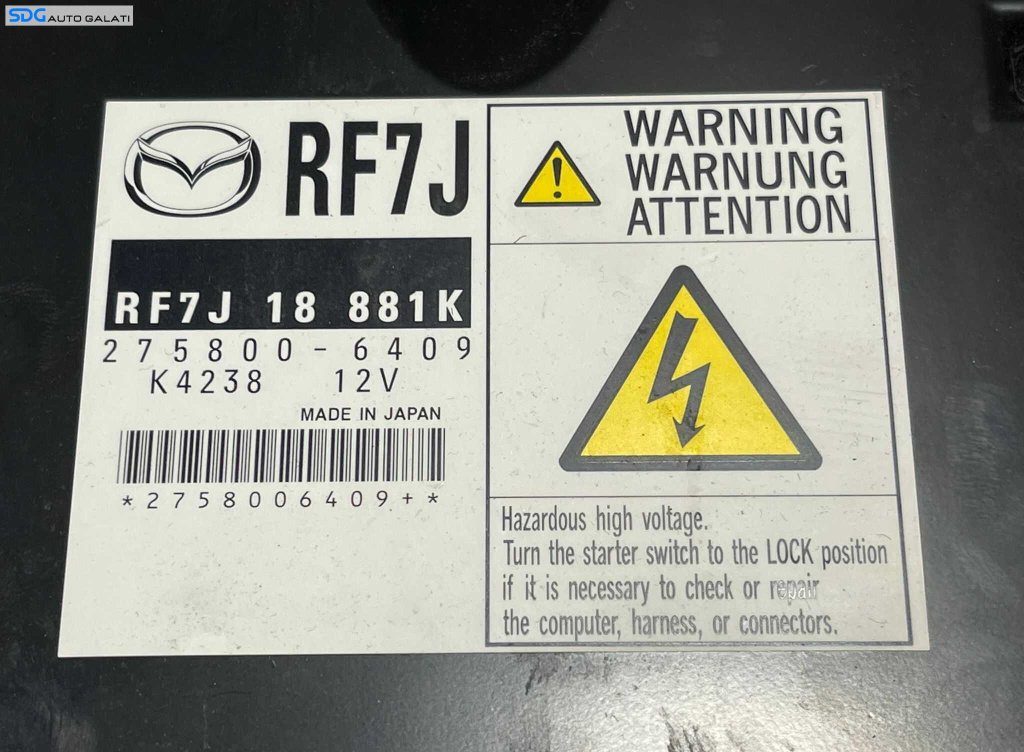 SDG AUTO GALATI
RF7J
RF7J 18 881K
275800-6409
K4238 12V
MADE IN JAPAN
*2758006409+*
WARNING
WARNUNG
ATTENTION
Hazardous high voltage.
Turn the starter switch to the LOCK position
if it is necessary to check or repair
the computer, harness, or connectors.